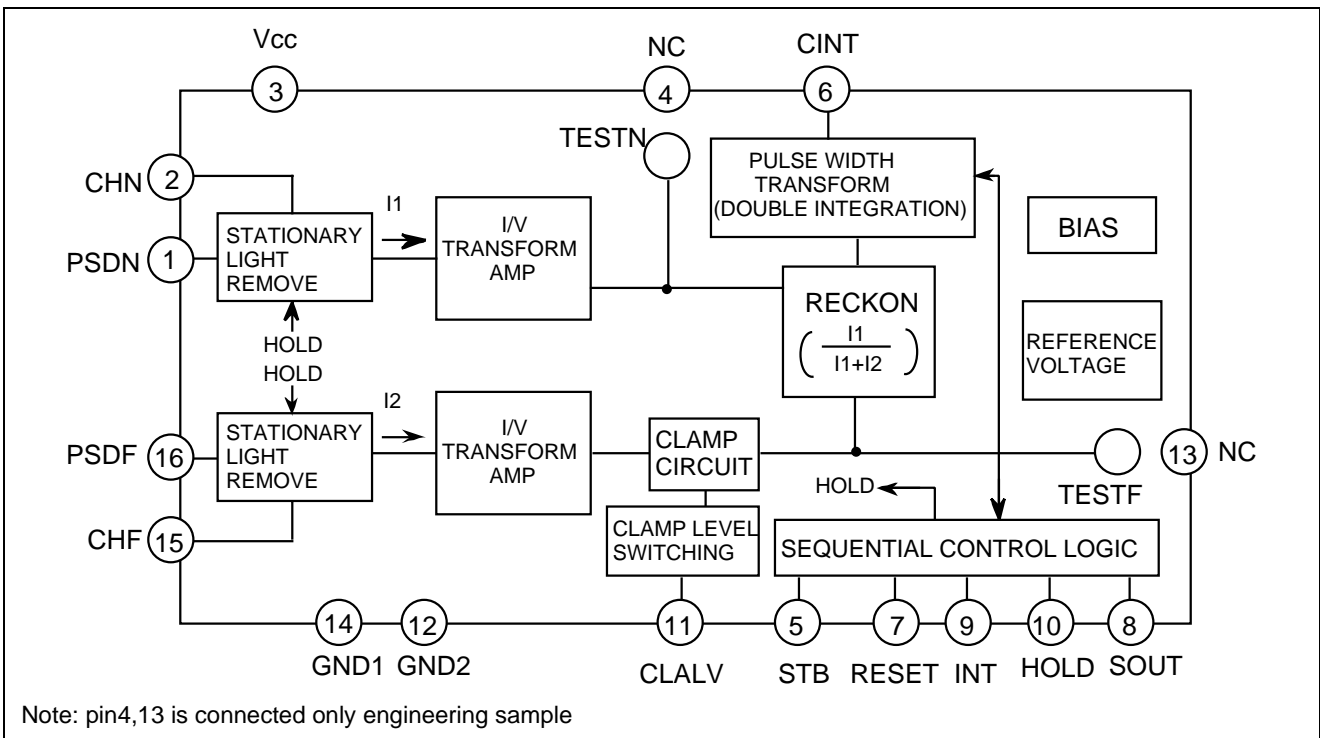 Vcc
NC
CINT
3
4
6
TESTN
CHN
2
PULSE WIDTH
TRANSFORM
(DOUBLE INTEGRATION)
I1
I/V
TRANSFORM
AMP
BIAS
PSDN
1
STATIONARY
LIGHT
REMOVE
RECKON
( I1
I1+I2 )
REFERENCE
VOLTAGE
HOLD
HOLD
I2
I/V
TRANSFORM
AMP
PSDF
16
STATIONARY
LIGHT
REMOVE
CLAMP
CIRCUIT
13
NC
TESTF
HOLD
CHF
15
CLAMP LEVEL
SWITCHING
SEQUENTIAL CONTROL LOGIC
14
12
11
5
7
9
10
8
GND1
GND2
CLALV
STB
RESET
INT
HOLD
SOUT
Note: pin4,13 is connected only engineering sample